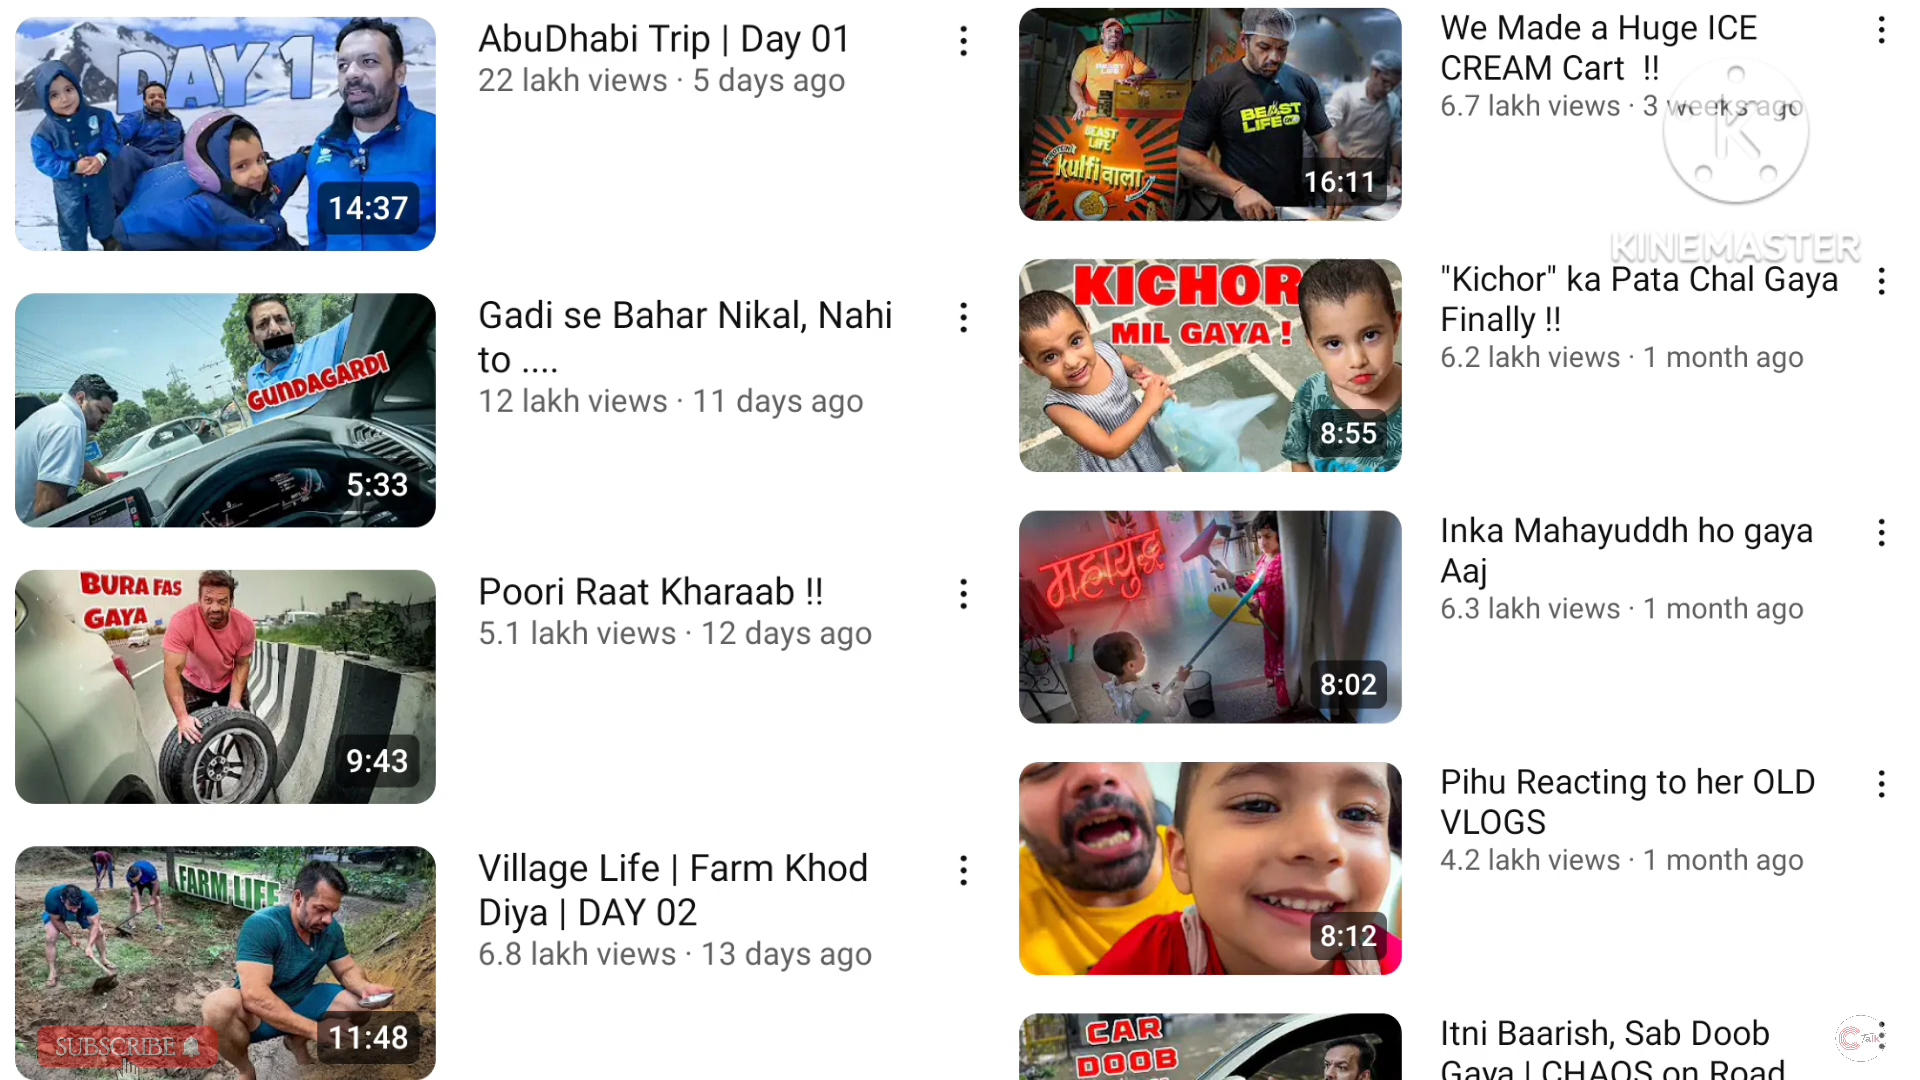 DAY 1
14:37
AbuDhabi Trip | Day 01
22 lakh views · 5 days ago
GUNDAGARDI
5:33
Gadi se Bahar Nikal, Nahi
to ....
12 lakh views · 11 days ago
BURA FAS
GAYA
9:43
Poori Raat Kharaab !!
5.1 lakh views · 12 days ago
FARM LIFE
11:48
SUBSCRIBE
Village Life | Farm Khod
Diya | DAY 02
6.8 lakh views · 13 days ago
BEAST
LIFE
BEAST
LIFE
BEAST
LIFE
kulfiवाला
16:11
We Made a Huge ICE
CREAM Cart !!
6.7 lakh views · 3 weeks ago
K
KINEMASTER
KICHOR
MIL GAYA !
8:55
"Kichor" ka Pata Chal Gaya
Finally !!
6.2 lakh views · 1 month ago
महायुद्ध
8:02
Inka Mahayuddh ho gaya
Aaj
6.3 lakh views · 1 month ago
8:12
Pihu Reacting to her OLD
VLOGS
4.2 lakh views · 1 month ago
CAR
DOOB
Itni Baarish, Sab Doob
Gaya | CHAOS on Road